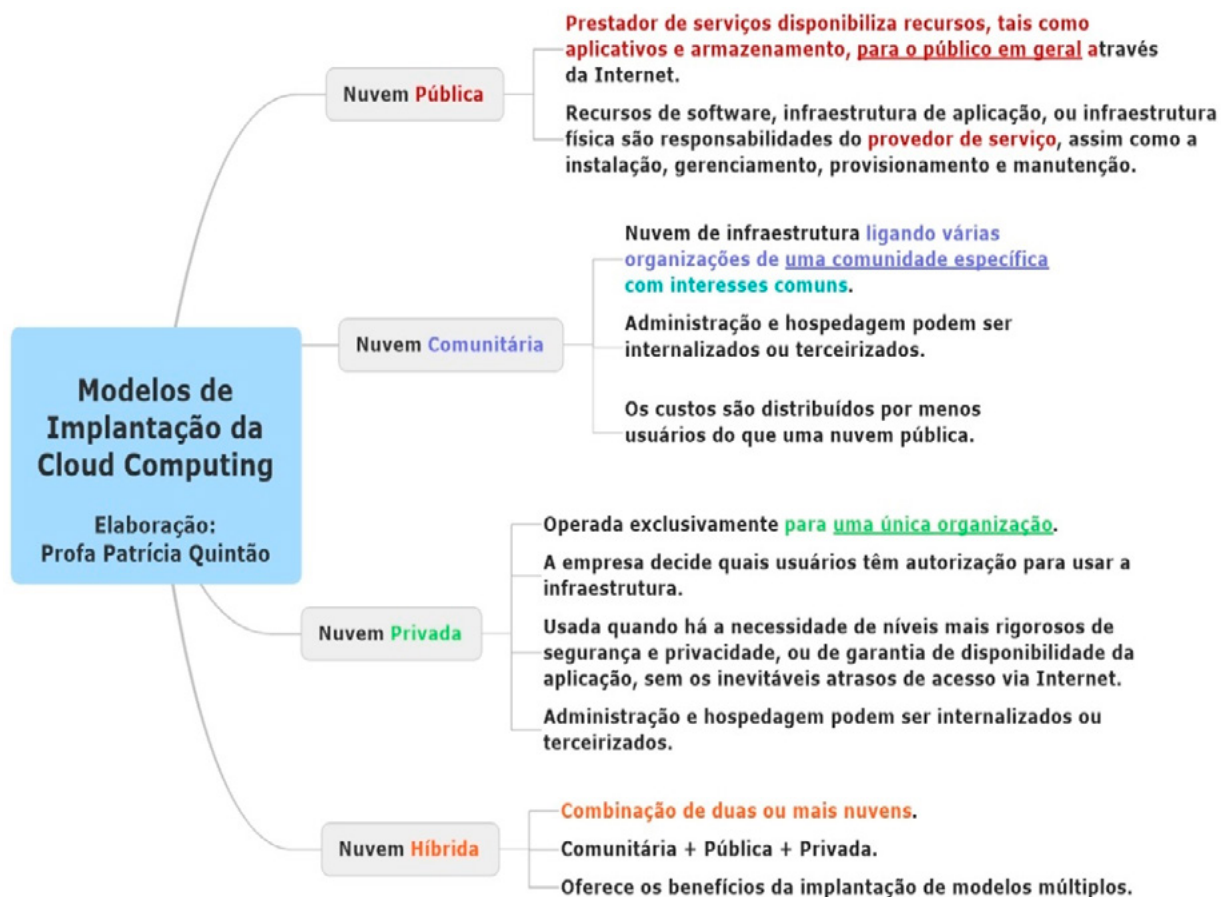 Modelos de
Implantação da
Cloud Computing
Elaboração:
Profa Patrícia Quintão
Nuvem Pública
Prestador de serviços disponibiliza recursos, tais como
aplicativos e armazenamento, para o público em geral através
da Internet.
Recursos de software, infraestrutura de aplicação, ou infraestrutura
física são responsabilidades do provedor de serviço, assim como a
instalação, gerenciamento, provisionamento e manutenção.
Nuvem Comunitária
Nuvem de infraestrutura ligando várias
organizações de uma comunidade específica
com interesses comuns.
Administração e hospedagem podem ser
internalizados ou terceirizados.
Os custos são distribuídos por menos
usuários do que uma nuvem pública.
Nuvem Privada
Operada exclusivamente para uma única organização.
A empresa decide quais usuários têm autorização para usar a
infraestrutura.
Usada quando há a necessidade de níveis mais rigorosos de
segurança e privacidade, ou de garantia de disponibilidade da
aplicação, sem os inevitáveis atrasos de acesso via Internet.
Administração e hospedagem podem ser internalizados ou
terceirizados.
Nuvem Híbrida
Combinação de duas ou mais nuvens.
Comunitária + Pública + Privada.
Oferece os benefícios da implantação de modelos múltiplos.